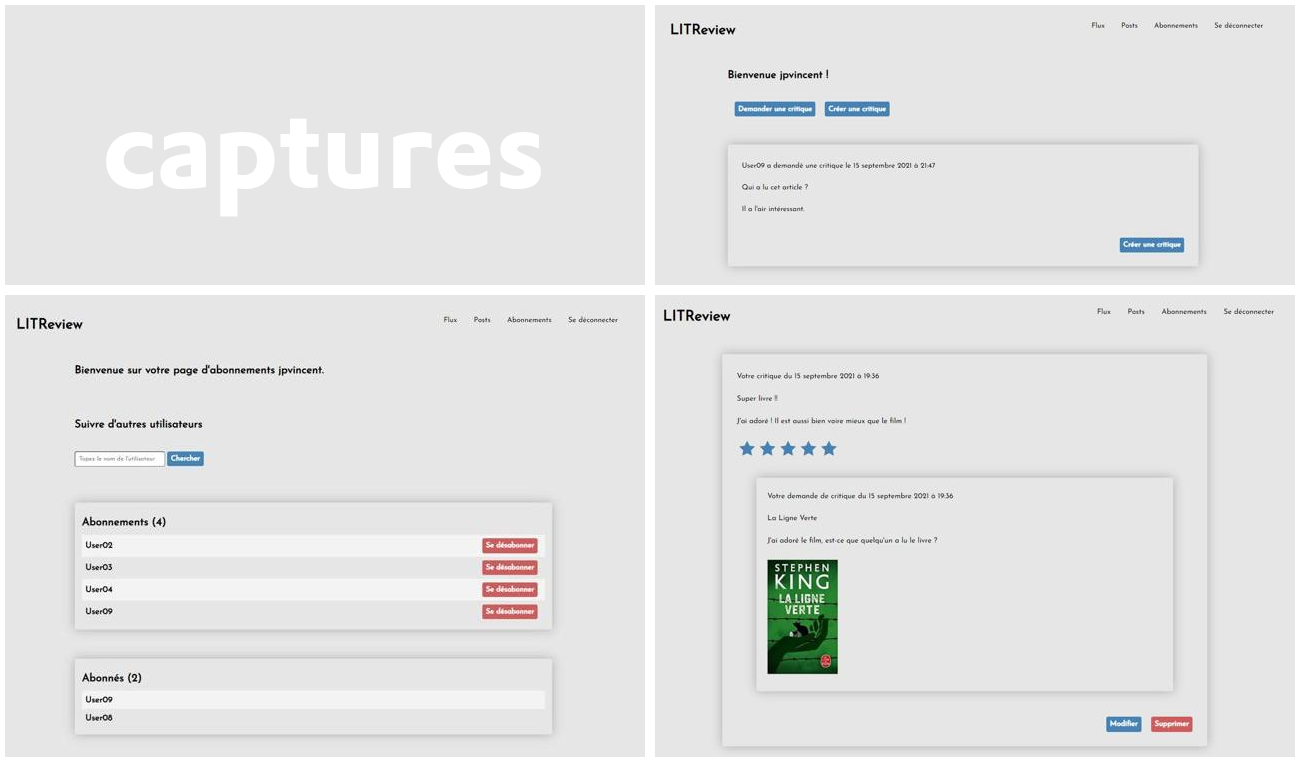 captures
LITReview
Flux Posts Abonnements Se déconnecter
Bienvenue jpvincent !
Demander une critique Créer une critique
User09 a demandé une critique le 15 septembre 2021 à 21:47
Qui a lu cet article ?
Il a l'air intéressant.
Créer une critique
LITReview
Flux Posts Abonnements Se déconnecter
Bienvenue sur votre page d'abonnements jpvincent.
Suivre d'autres utilisateurs
Tapez le nom de l'utilisateur Chercher
Abonnements (4)
User02 Se désabonner
User03 Se désabonner
User04 Se désabonner
User09 Se désabonner
Abonnés (2)
User09
User08
LITReview
Flux Posts Abonnements Se déconnecter
Votre critique du 15 septembre 2021 à 19:36
Super livre !!
J'ai adoré ! Il est aussi bien voire mieux que le film !
Votre demande de critique du 15 septembre 2021 à 19:36
La Ligne Verte
J'ai adoré le film, est-ce que quelqu'un a lu le livre ?
STEPHEN
KING
LA LIGNE
VERTE
Modifier Supprimer